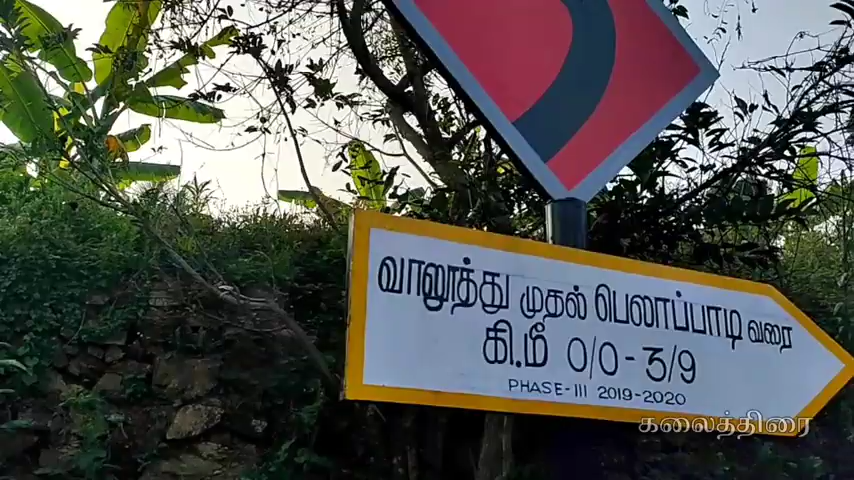 வாலூத்து முதல் பெலாப்பாடி வரை
கி.மீ 0/0-3/9
PHASE-III 2019-2020
கலைத்திரை